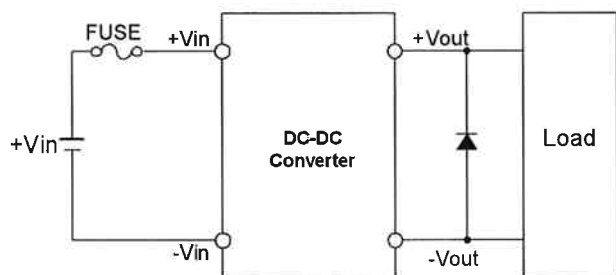 FUSE
+Vin
+Vout
+Vin
DC-DC
Converter
Load
-Vin
-Vout